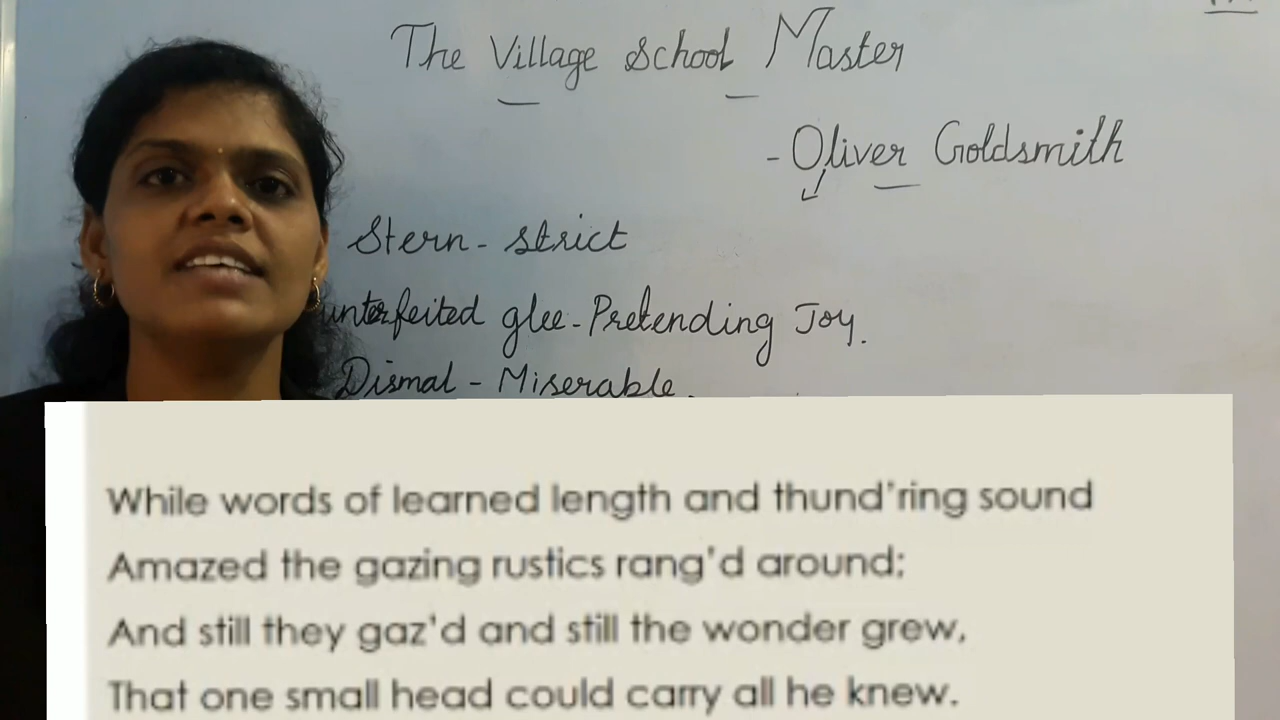 The Village School Master
- Oliver Goldsmith
Stern - strict
unterfeited glee - Pretending Joy.
Dismal - Miserable.
While words of learned length and thund'ring sound
Amazed the gazing rustics rang'd around;
And still they gaz'd and still the wonder grew,
That one small head could carry all he knew.